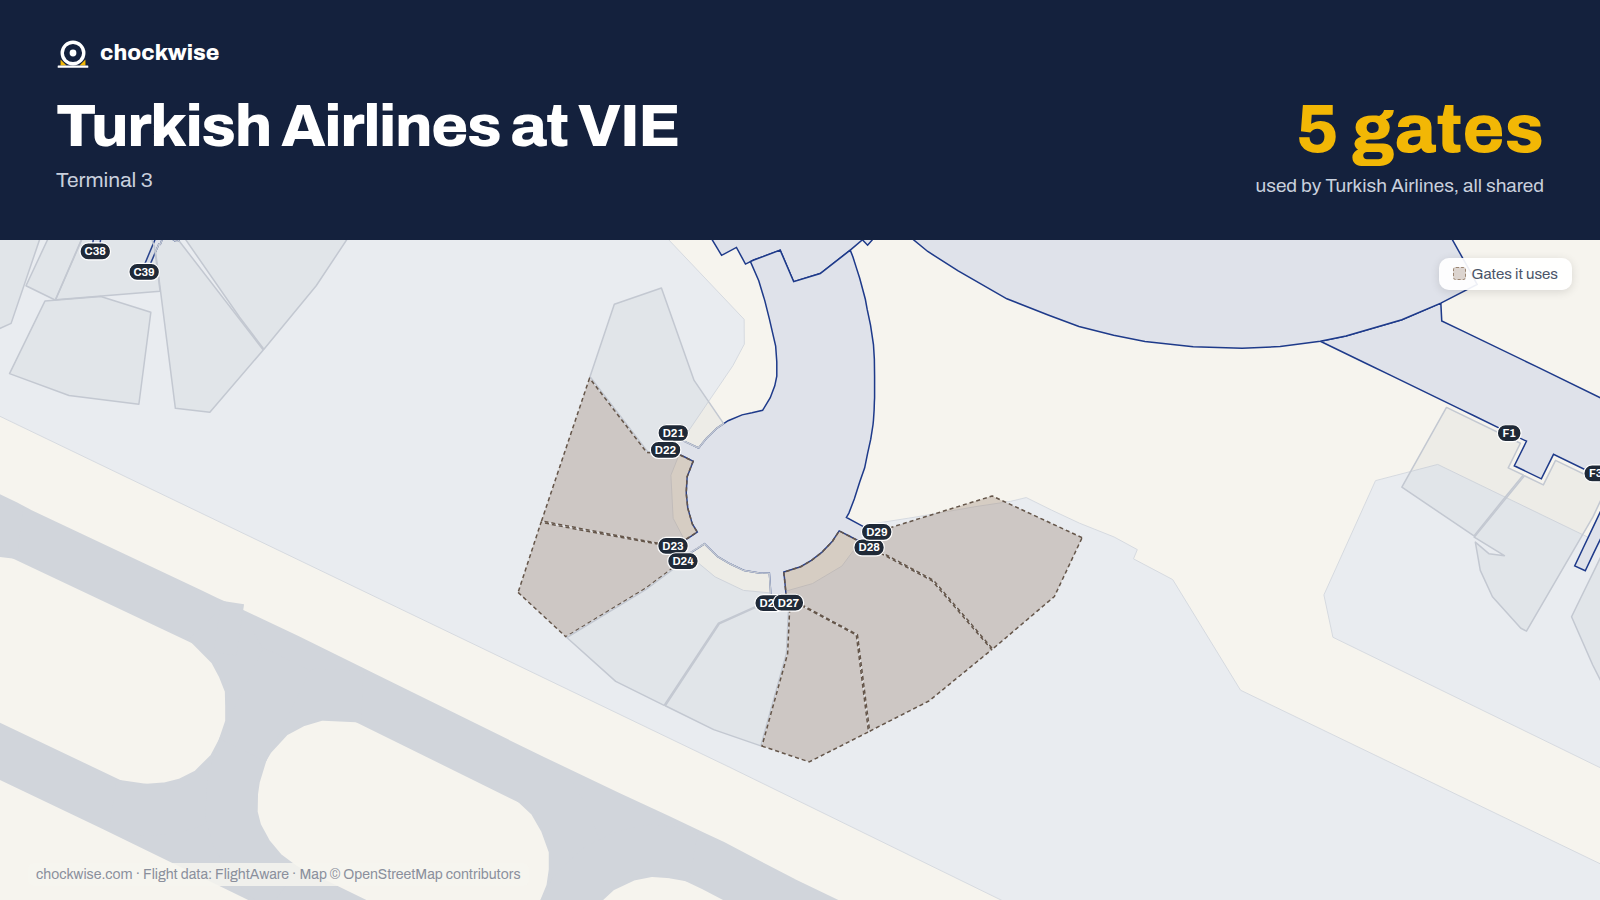 chockwise
Turkish Airlines at VIE
Terminal 3
5 gates
used by Turkish Airlines, all shared
Gates it uses
C38
C39
D21
D22
D23
D24
D27
D28
D29
F1
chockwise.com · Flight data: FlightAware · Map © OpenStreetMap contributors